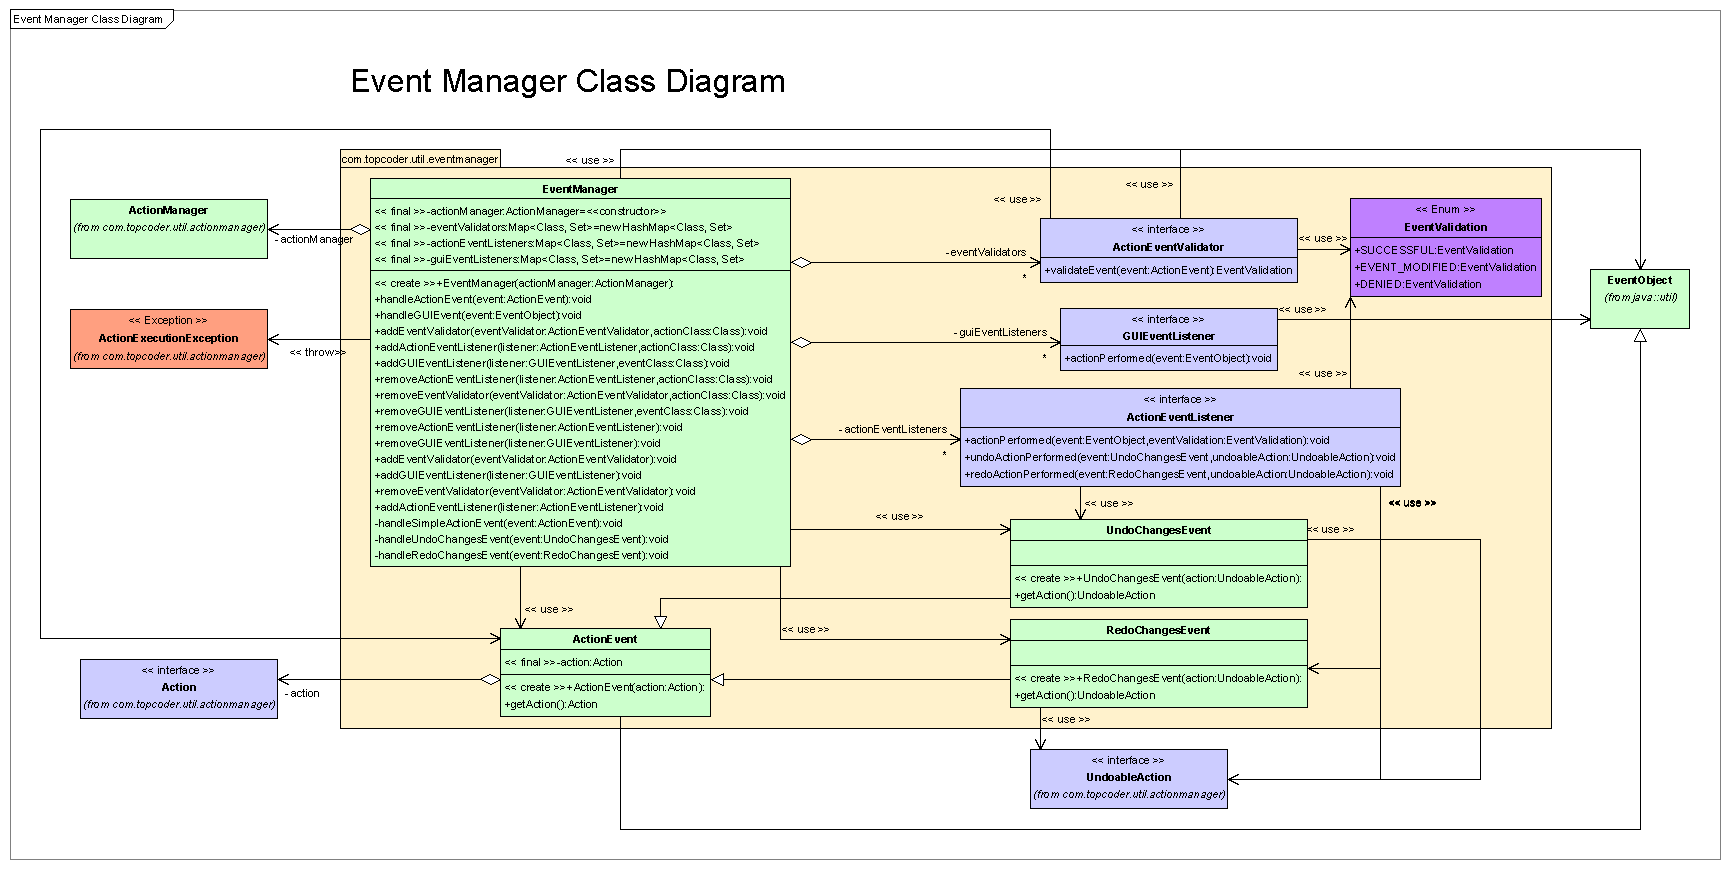 Event Manager Class Diagram
Event Manager Class Diagram
com.topcoder.util.eventmanager
<< use >>
<< use >>
<< use >>
EventManager
<< final >>-actionManager:ActionManager=<<constructor>>
<< final >>-eventValidators:Map<Class, Set>=new HashMap<Class, Set>
<< final >>-actionEventListeners:Map<Class, Set>=new HashMap<Class, Set>
<< final >>-guiEventListeners:Map<Class, Set>=new HashMap<Class, Set>
<< create >>+EventManager(actionManager:ActionManager):
+handleActionEvent(event:ActionEvent):void
+handleGUIEvent(event:EventObject):void
+addEventValidator(eventValidator:ActionEventValidator,actionClass:Class):void
+addActionEventListener(listener:ActionEventListener,actionClass:Class):void
+addGUIEventListener(listener:GUIEventListener,eventClass:Class):void
+removeActionEventListener(listener:ActionEventListener,actionClass:Class):void
+removeEventValidator(eventValidator:ActionEventValidator,actionClass:Class):void
+removeGUIEventListener(listener:GUIEventListener,eventClass:Class):void
+removeActionEventListener(listener:ActionEventListener):void
+removeGUIEventListener(listener:GUIEventListener):void
+addEventValidator(eventValidator:ActionEventValidator):void
+addGUIEventListener(listener:GUIEventListener):void
+removeEventValidator(eventValidator:ActionEventValidator):void
+addActionEventListener(listener:ActionEventListener):void
-handleSimpleActionEvent(event:ActionEvent):void
-handleUndoChangesEvent(event:UndoChangesEvent):void
-handleRedoChangesEvent(event:RedoChangesEvent):void
ActionManager
(from com.topcoder.util.actionmanager)
-actionManager
<< Exception >>
ActionExecutionException
(from com.topcoder.util.actionmanager)
<< throw>>
<< interface >>
ActionEventValidator
+validateEvent(event:ActionEvent):EventValidation
-eventValidators
*
<< use >>
<< Enum >>
EventValidation
+SUCCESSFUL:EventValidation
+EVENT_MODIFIED:EventValidation
+DENIED:EventValidation
EventObject
(from java::util)
<< interface >>
GUIEventListener
+actionPerformed(event:EventObject):void
-guiEventListeners
*
<< use >>
<< use >>
<< interface >>
ActionEventListener
+actionPerformed(event:EventObject,eventValidation:EventValidation):void
+undoActionPerformed(event:UndoChangesEvent,undoableAction:UndoableAction):void
+redoActionPerformed(event:RedoChangesEvent,undoableAction:UndoableAction):void
-actionEventListeners
*
<< use >>
<< use >>
<< use >>
UndoChangesEvent
<< create >>+UndoChangesEvent(action:UndoableAction):
+getAction():UndoableAction
<< use >>
<< use >>
<< use >>
RedoChangesEvent
<< create >>+RedoChangesEvent(action:UndoableAction):
+getAction():UndoableAction
ActionEvent
<< final >>-action:Action
<< create >>+ActionEvent(action:Action):
+getAction():Action
<< interface >>
Action
(from com.topcoder.util.actionmanager)
-action
<< use >>
<< interface >>
UndoableAction
(from com.topcoder.util.actionmanager)